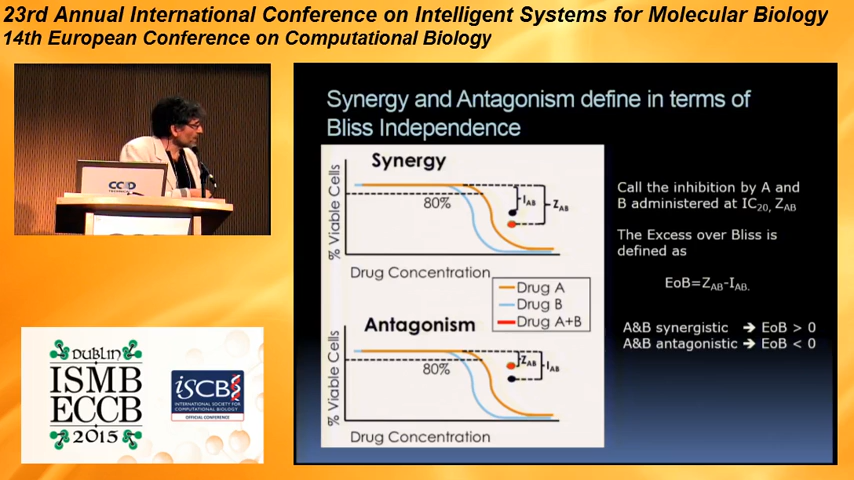 23rd Annual International Conference on Intelligent Systems for Molecular Biology
14th European Conference on Computational Biology
Synergy and Antagonism define in terms of
Bliss Independence
Synergy
% Viable Cells
80%
I_AB
Z_AB
Drug Concentration
Drug A
Drug B
Drug A+B
Antagonism
% Viable Cells
80%
Z_AB
I_AB
Drug Concentration
Call the inhibition by A and
B administered at IC20, Z_AB
The Excess over Bliss is
defined as
EoB=Z_AB-I_AB.
A&B synergistic ➔ EoB > 0
A&B antagonistic ➔ EoB < 0
DUBLIN
ISMB
ECCB
2015
ISCB
INTERNATIONAL SOCIETY FOR
COMPUTATIONAL BIOLOGY
OFFICIAL CONFERENCE